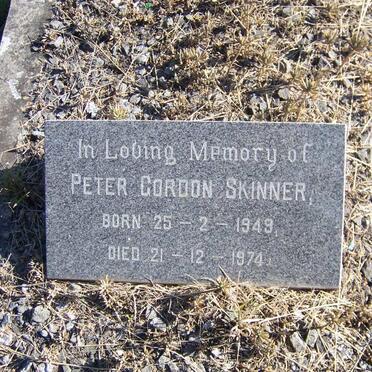 In Loving Memory of
PETER GORDON SKINNER,
BORN 25 - 2 - 1949,
DIED 21 - 12 - 1974.